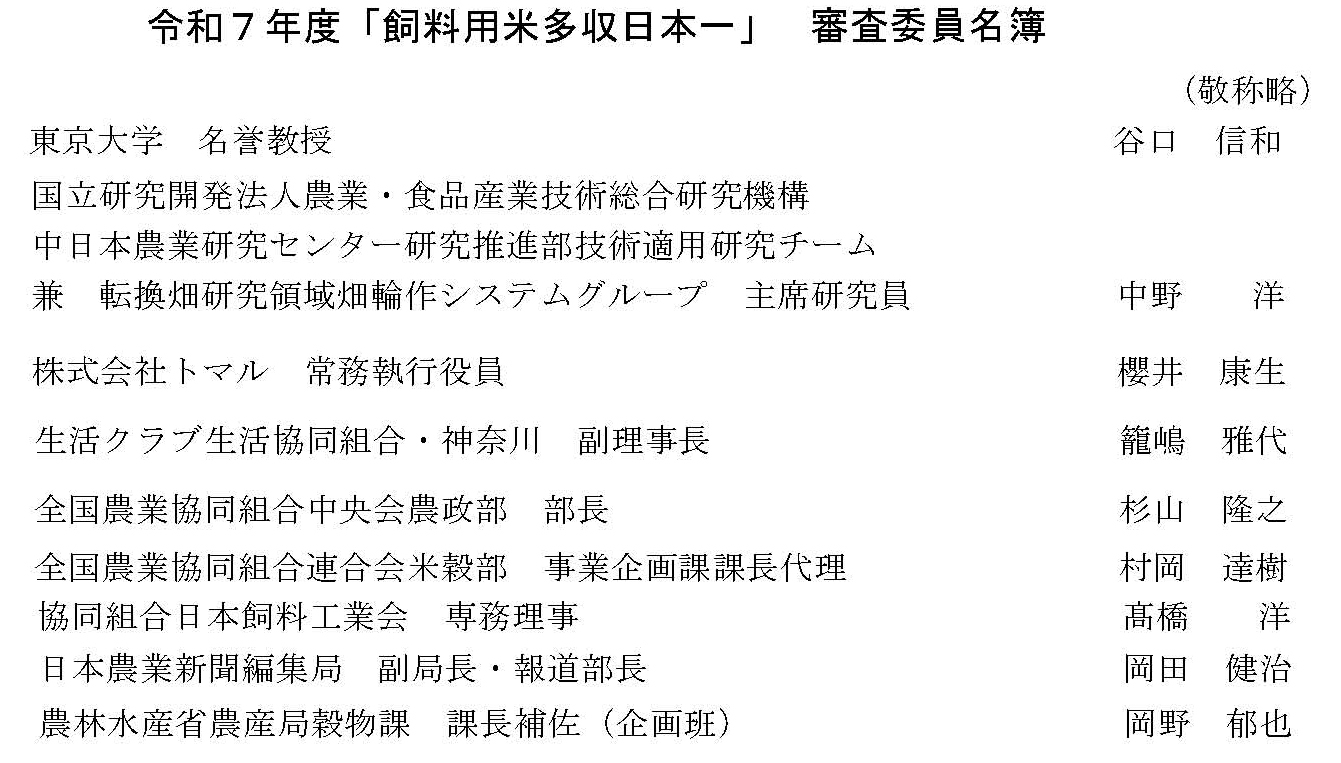 令和７年度「飼料用米多収日本一」　審査委員名簿
（敬称略）
東京大学　名誉教授　谷口　信和
国立研究開発法人農業・食品産業技術総合研究機構
中日本農業研究センター研究推進部技術適用研究チーム
兼　転換畑研究領域畑輪作システムグループ　主席研究員　中野　洋
株式会社トマル　常務執行役員　櫻井　康生
生活クラブ生活協同組合・神奈川　副理事長　籠嶋　雅代
全国農業協同組合中央会農政部　部長　杉山　隆之
全国農業協同組合連合会米穀部　事業企画課課長代理　村岡　達樹
協同組合日本飼料工業会　専務理事　髙橋　洋
日本農業新聞編集局　副局長・報道部長　岡田　健治
農林水産省農産局穀物課　課長補佐（企画班）　岡野　郁也